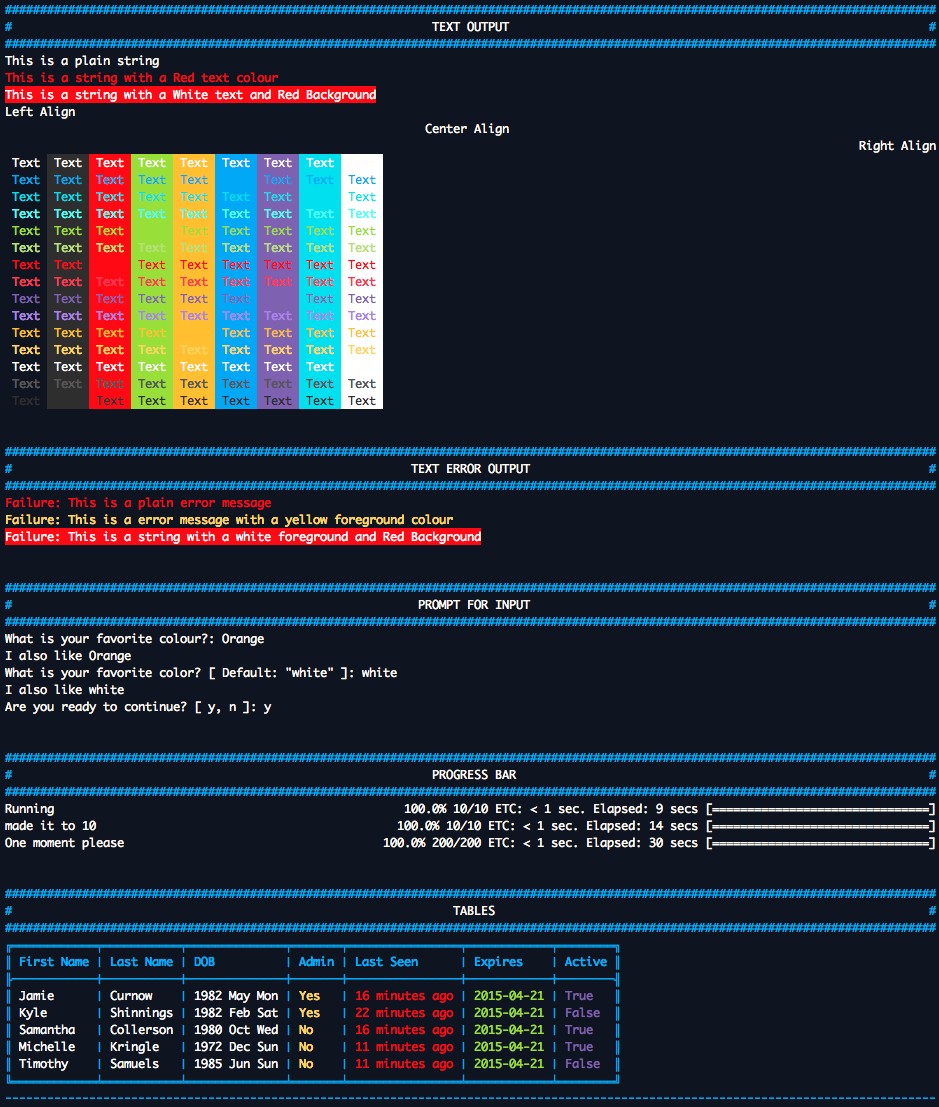 #####################################################################################################################################
# TEXT OUTPUT #
#####################################################################################################################################
This is a plain string
This is a string with a Red text colour
This is a string with a White text and Red Background
Left Align
Center Align
Right Align
Text Text Text Text Text Text Text Text
Text Text Text Text Text Text Text Text
Text Text Text Text Text Text Text Text
Text Text Text Text Text Text Text Text Text
Text Text Text Text Text Text Text Text
Text Text Text Text Text Text Text Text Text
Text Text Text Text Text Text Text Text
Text Text Text Text Text Text Text Text Text
Text Text Text Text Text Text Text Text
Text Text Text Text Text Text Text Text Text
Text Text Text Text Text Text Text Text
Text Text Text Text Text Text Text Text Text
Text Text Text Text Text Text Text Text
Text Text Text Text Text Text Text Text Text
Text Text Text Text Text Text Text Text
#####################################################################################################################################
# TEXT ERROR OUTPUT #
#####################################################################################################################################
Failure: This is a plain error message
Failure: This is a error message with a yellow foreground colour
Failure: This is a string with a white foreground and Red Background
#####################################################################################################################################
# PROMPT FOR INPUT #
#####################################################################################################################################
What is your favorite colour?: Orange
I also like Orange
What is your favorite color? [ Default: "white" ]: white
I also like white
Are you ready to continue? [ y, n ]: y
#####################################################################################################################################
# PROGRESS BAR #
#####################################################################################################################################
Running 100.0% 10/10 ETC: < 1 sec. Elapsed: 9 secs [===============================]
made it to 10 100.0% 10/10 ETC: < 1 sec. Elapsed: 14 secs [===============================]
One moment please 100.0% 200/200 ETC: < 1 sec. Elapsed: 30 secs [===============================]
#####################################################################################################################################
# TABLES #
#####################################################################################################################################
First Name | Last Name | DOB | Admin | Last Seen | Expires | Active
Jamie | Curnow | 1982 May Mon | Yes | 16 minutes ago | 2015-04-21 | True
Kyle | Shinnings | 1982 Feb Sat | Yes | 22 minutes ago | 2015-04-21 | False
Samantha | Collerson | 1980 Oct Wed | No | 16 minutes ago | 2015-04-21 | True
Michelle | Kringle | 1972 Dec Sun | No | 11 minutes ago | 2015-04-21 | True
Timothy | Samuels | 1985 Jun Sun | No | 11 minutes ago | 2015-04-21 | False
-------------------------------------------------------------------------------------------------------------------------------------